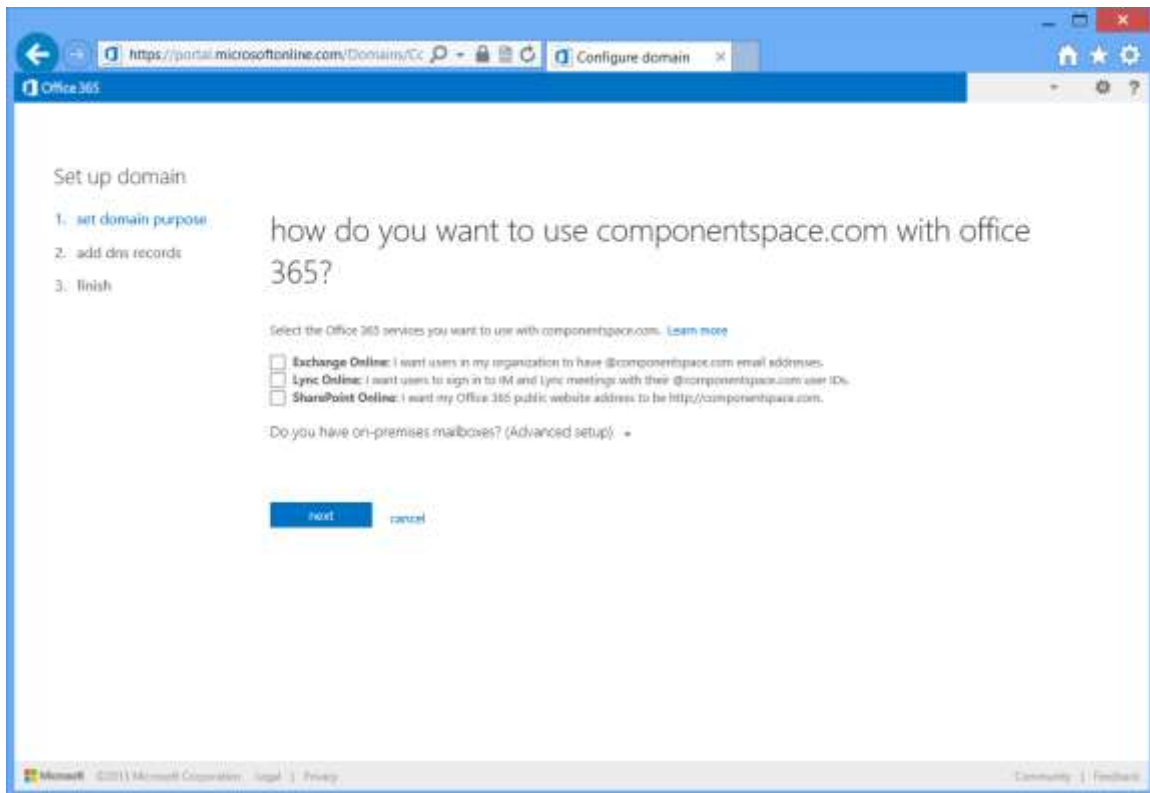 https://portal.microsoftonline.com/Domains/Cc
Configure domain
Office 365
?
Set up domain
1. set domain purpose
2. add dns records
3. finish
how do you want to use componentspace.com with office
365?
Select the Office 365 services you want to use with componentspace.com. Learn more
Exchange Online: I want users in my organization to have @componentspace.com email addresses.
Lync Online: I want users to sign in to IM and Lync meetings with their @componentspace.com user IDs.
SharePoint Online: I want my Office 365 public website address to be http://componentspace.com.
Do you have on-premises mailboxes? (Advanced setup)
next cancel
Microsoft Microsoft Corporation Legal | Privacy Community | Feedback